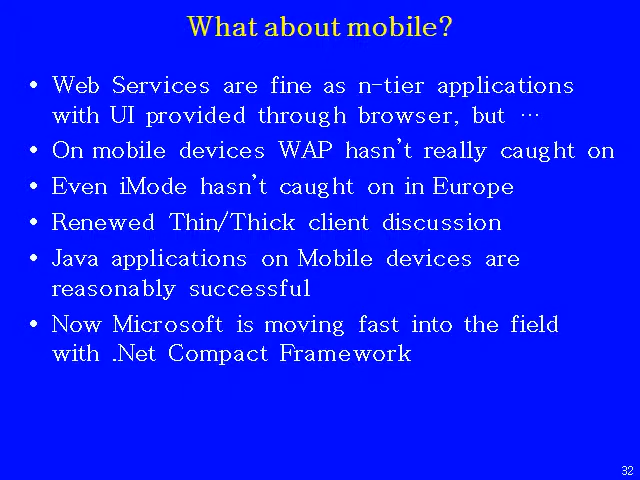 What about mobile?
• Web Services are fine as n-tier applications
with UI provided through browser, but …
• On mobile devices WAP hasn’t really caught on
• Even iMode hasn’t caught on in Europe
• Renewed Thin/Thick client discussion
• Java applications on Mobile devices are
reasonably successful
• Now Microsoft is moving fast into the field
with .Net Compact Framework
32